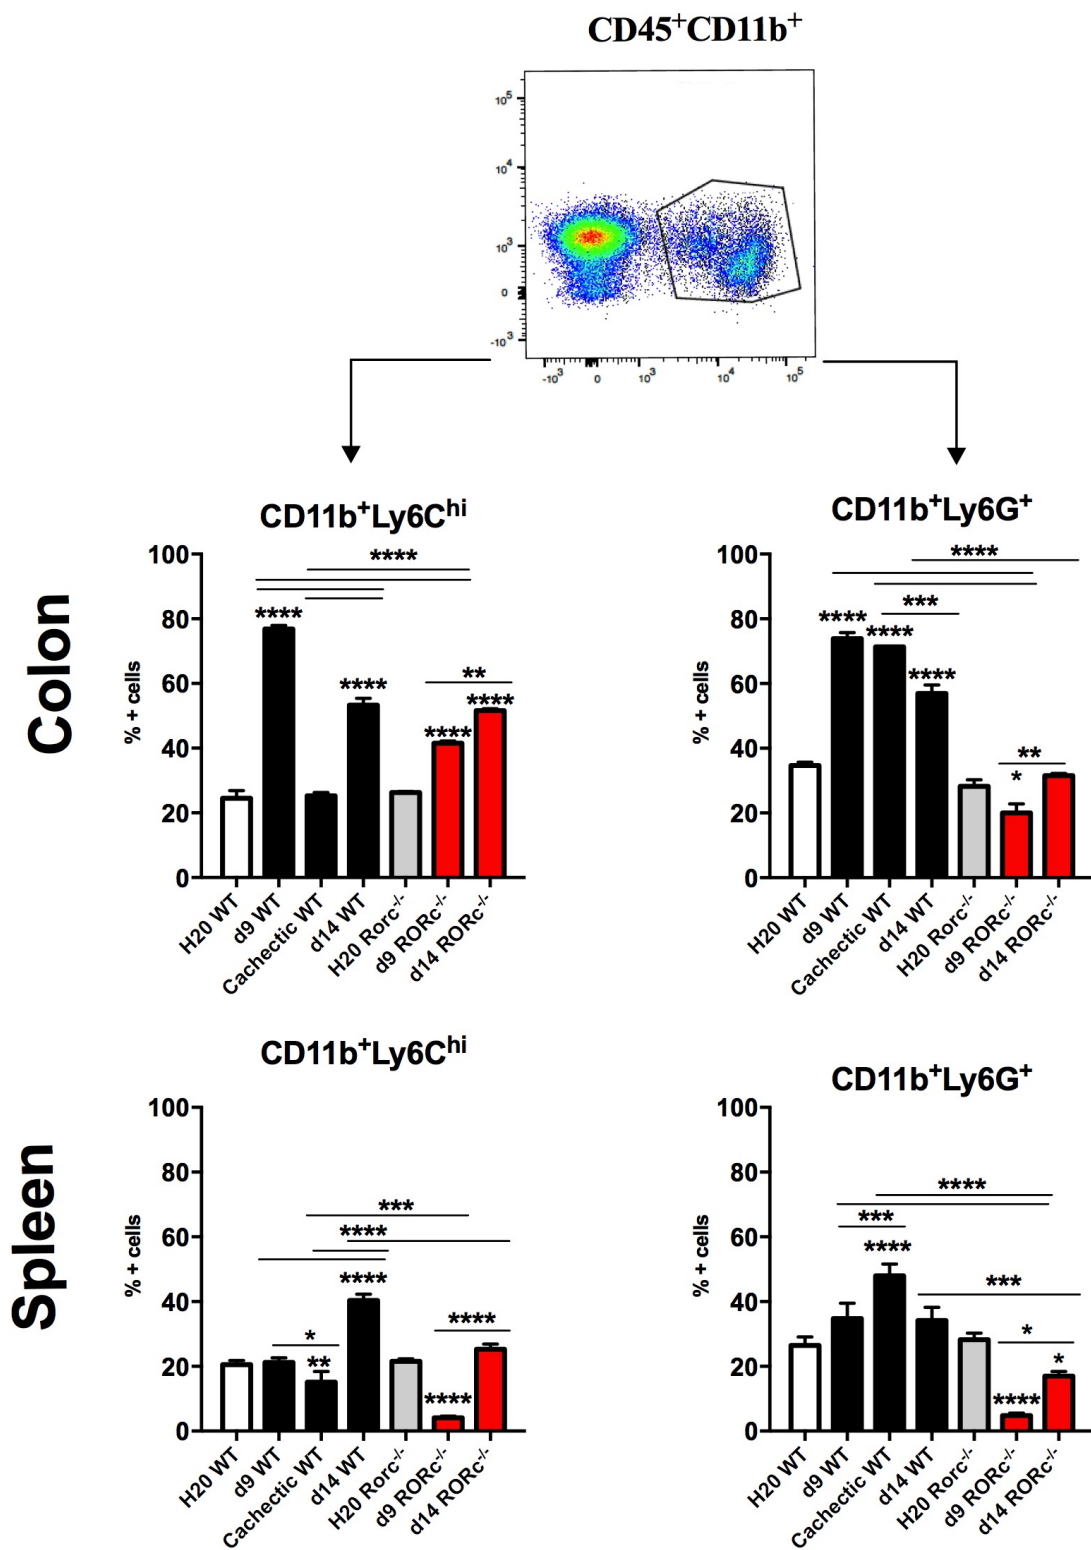 CD45⁺CD11b⁺
10⁵
10⁴
10³
0
-10³
-10³ 0 10³ 10⁴ 10⁵
Colon
CD11b⁺Ly6Cʰⁱ
% + cells
100
80
60
40
20
0
****
****
****
**
****
****
H20 WT
d9 WT
Cachectic WT
d14 WT
H20 Rorc⁻/⁻
d9 RORc⁻/⁻
d14 RORc⁻/⁻
CD11b⁺Ly6G⁺
% + cells
100
80
60
40
20
0
****
***
****
****
****
**
*
H20 WT
d9 WT
Cachectic WT
d14 WT
H20 Rorc⁻/⁻
d9 RORc⁻/⁻
d14 RORc⁻/⁻
Spleen
CD11b⁺Ly6Cʰⁱ
% + cells
100
80
60
40
20
0
***
****
****
****
*
**
****
H20 WT
d9 WT
Cachectic WT
d14 WT
H20 Rorc⁻/⁻
d9 RORc⁻/⁻
d14 RORc⁻/⁻
CD11b⁺Ly6G⁺
% + cells
100
80
60
40
20
0
****
***
****
***
*
*
****
H20 WT
d9 WT
Cachectic WT
d14 WT
H20 Rorc⁻/⁻
d9 RORc⁻/⁻
d14 RORc⁻/⁻